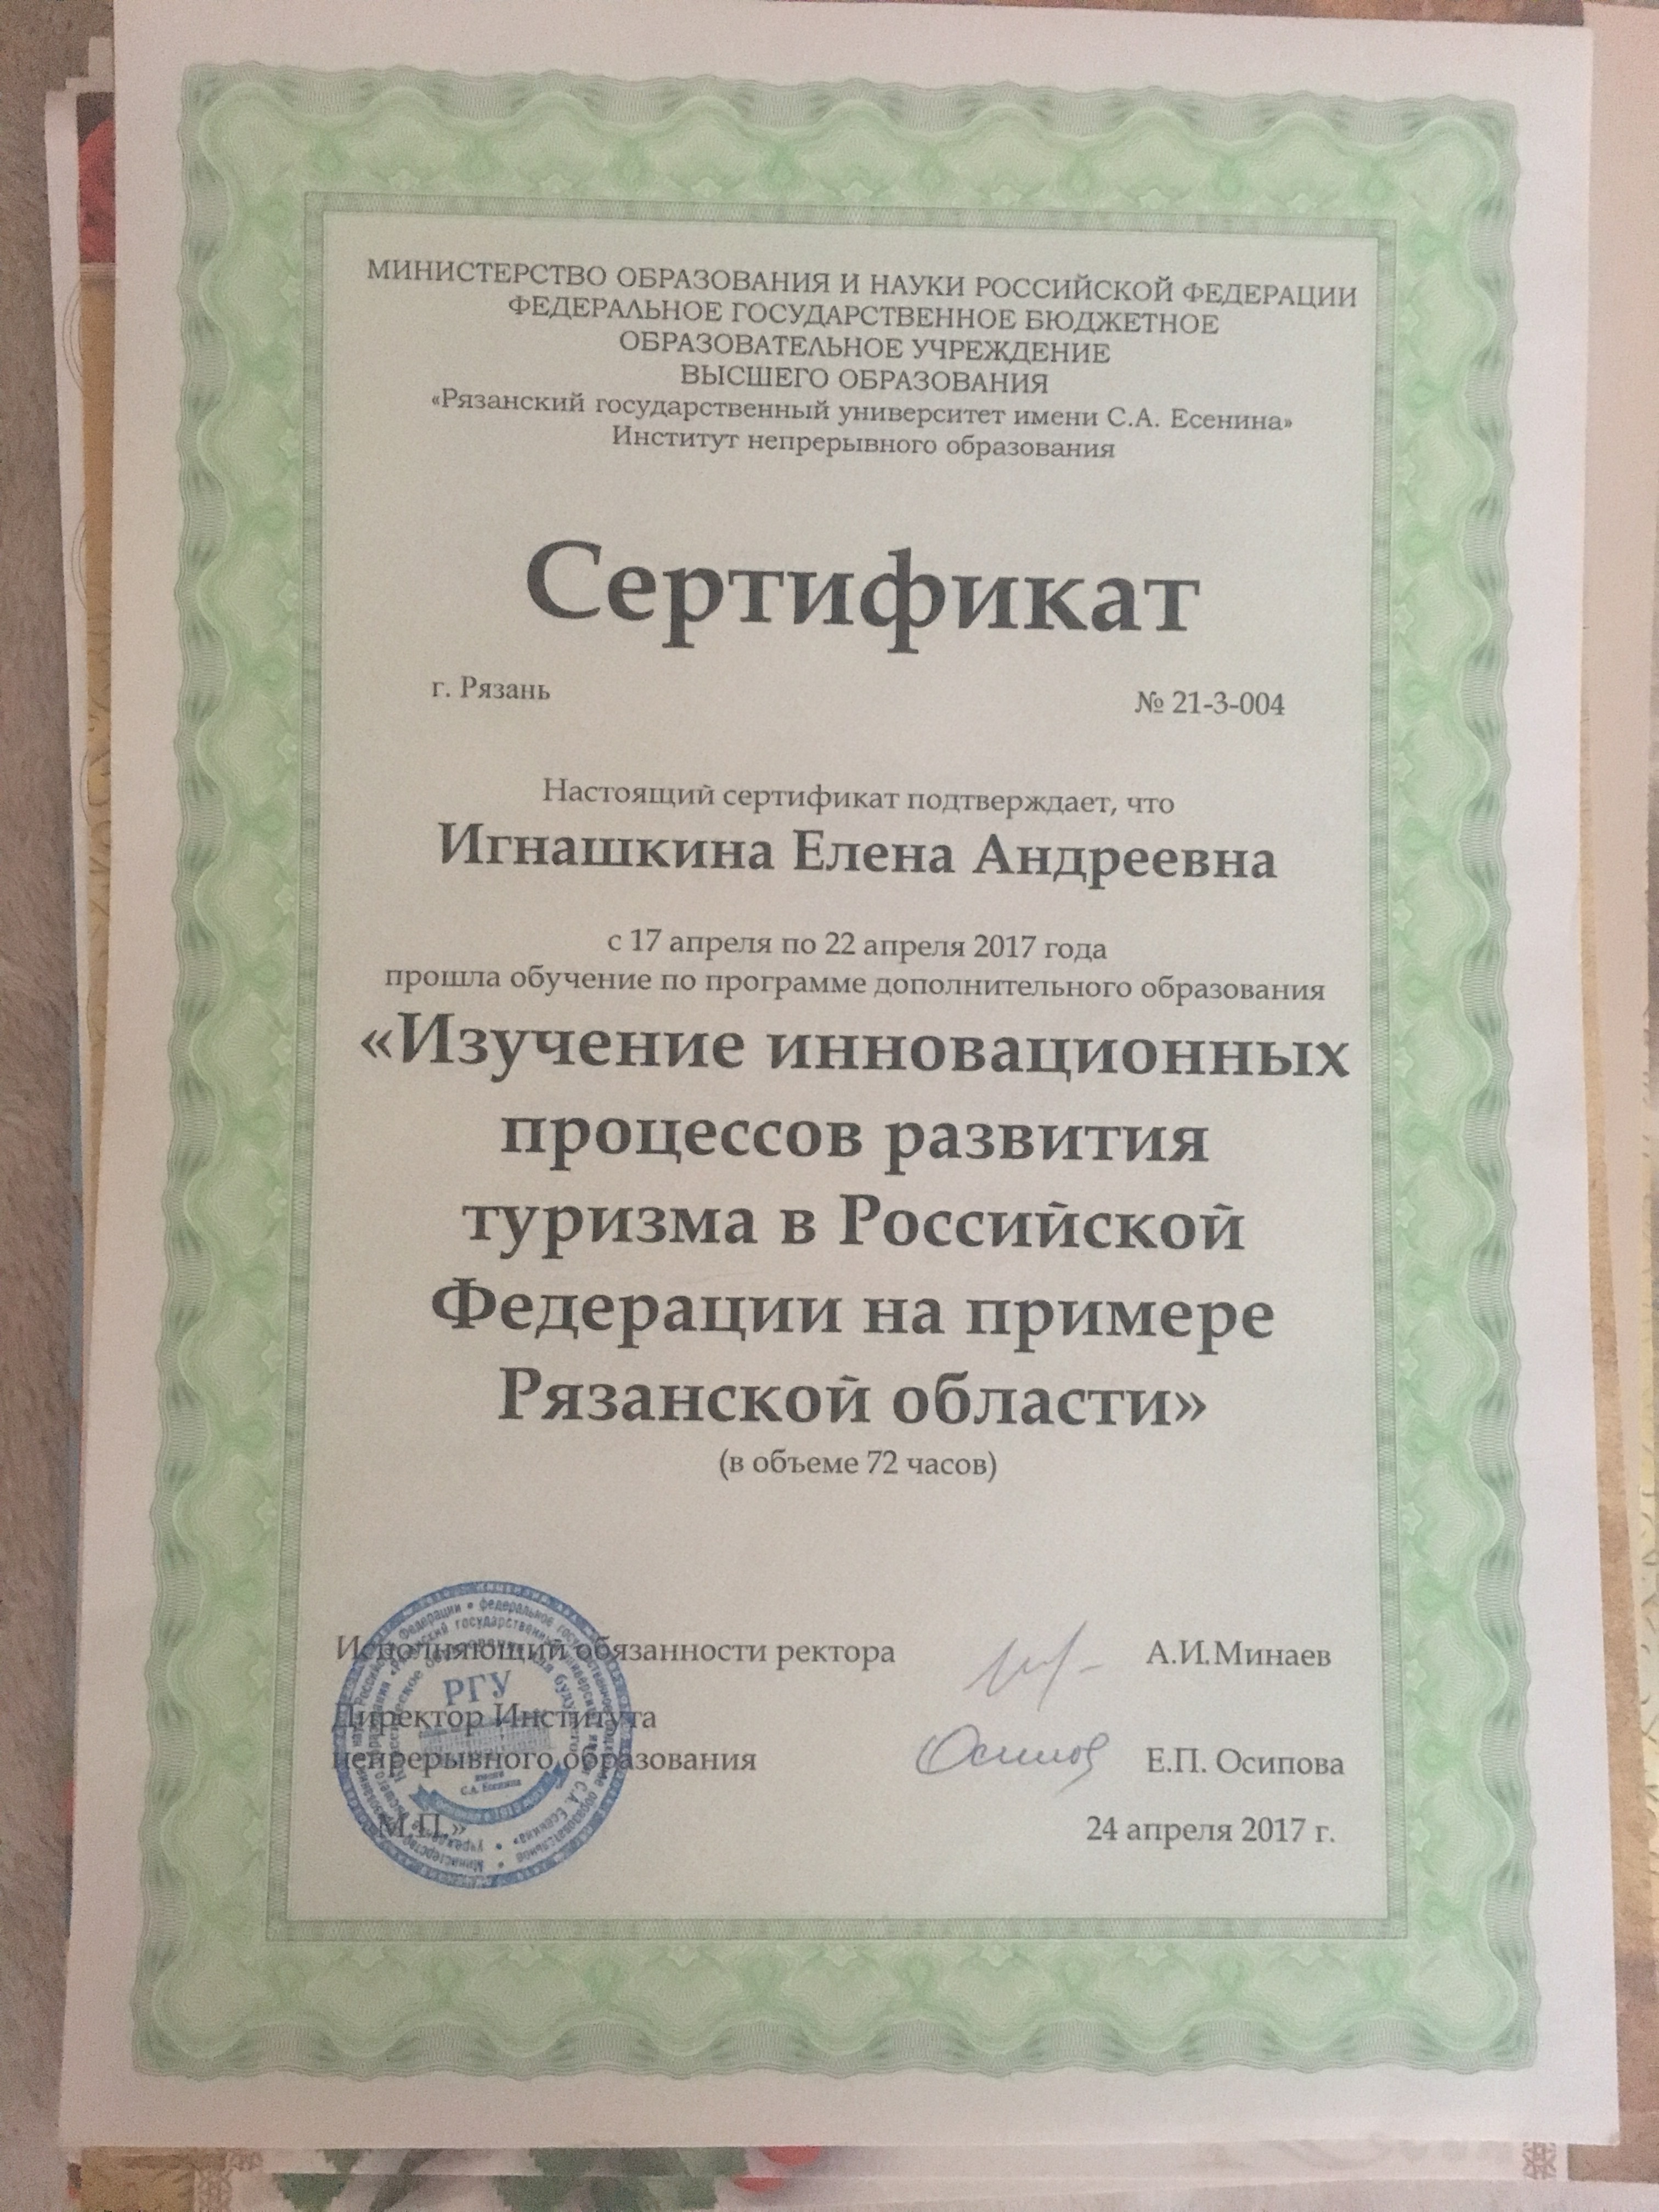 МИНИСТЕРСТВО ОБРАЗОВАНИЯ И НАУКИ РОССИЙСКОЙ ФЕДЕРАЦИИ
ФЕДЕРАЛЬНОЕ ГОСУДАРСТВЕННОЕ БЮДЖЕТНОЕ
ОБРАЗОВАТЕЛЬНОЕ УЧРЕЖДЕНИЕ
ВЫСШЕГО ОБРАЗОВАНИЯ
«Рязанский государственный университет имени С.А. Есенина»
Институт непрерывного образования
Сертификат
г. Рязань
№ 21-3-004
Настоящий сертификат подтверждает, что
Игнашкина Елена Андреевна
с 17 апреля по 22 апреля 2017 года
прошла обучение по программе дополнительного образования
«Изучение инновационных
процессов развития
туризма в Российской
Федерации на примере
Рязанской области»
(в объеме 72 часов)
Исполняющий обязанности ректора
А.И.Минаев
Директор Института
непрерывного образования
Е.П. Осипова
Осипов
М.П.»
24 апреля 2017 г.
РГУ
имени
С.А. Есенина